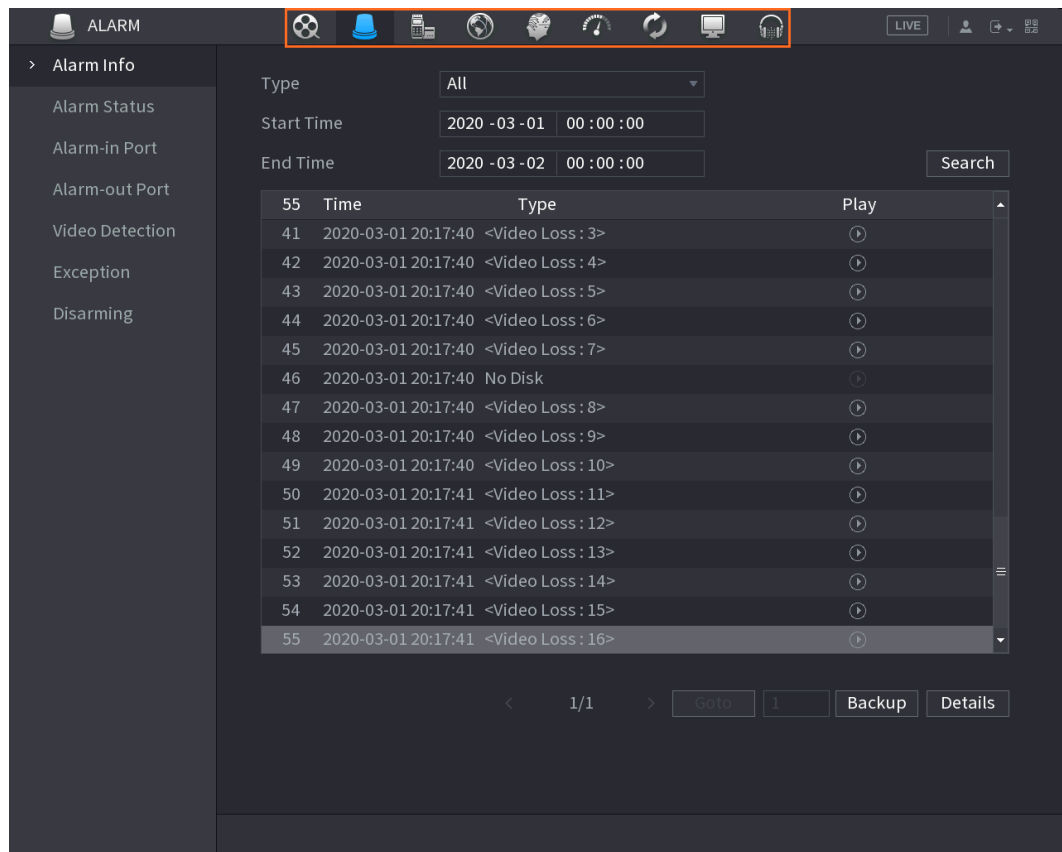 ALARM LIVE
Alarm Info
Alarm Status
Alarm-in Port
Alarm-out Port
Video Detection
Exception
Disarming
Type All
Start Time 2020 -03 -01 00 : 00 : 00
End Time 2020 -03 -02 00 : 00 : 00 Search
55 Time Type Play
41 2020-03-01 20:17:40 <Video Loss : 3>
42 2020-03-01 20:17:40 <Video Loss : 4>
43 2020-03-01 20:17:40 <Video Loss : 5>
44 2020-03-01 20:17:40 <Video Loss : 6>
45 2020-03-01 20:17:40 <Video Loss : 7>
46 2020-03-01 20:17:40 No Disk
47 2020-03-01 20:17:40 <Video Loss : 8>
48 2020-03-01 20:17:40 <Video Loss : 9>
49 2020-03-01 20:17:40 <Video Loss : 10>
50 2020-03-01 20:17:41 <Video Loss : 11>
51 2020-03-01 20:17:41 <Video Loss : 12>
52 2020-03-01 20:17:41 <Video Loss : 13>
53 2020-03-01 20:17:41 <Video Loss : 14>
54 2020-03-01 20:17:41 <Video Loss : 15>
55 2020-03-01 20:17:41 <Video Loss : 16>
< 1/1 > Goto 1 Backup Details